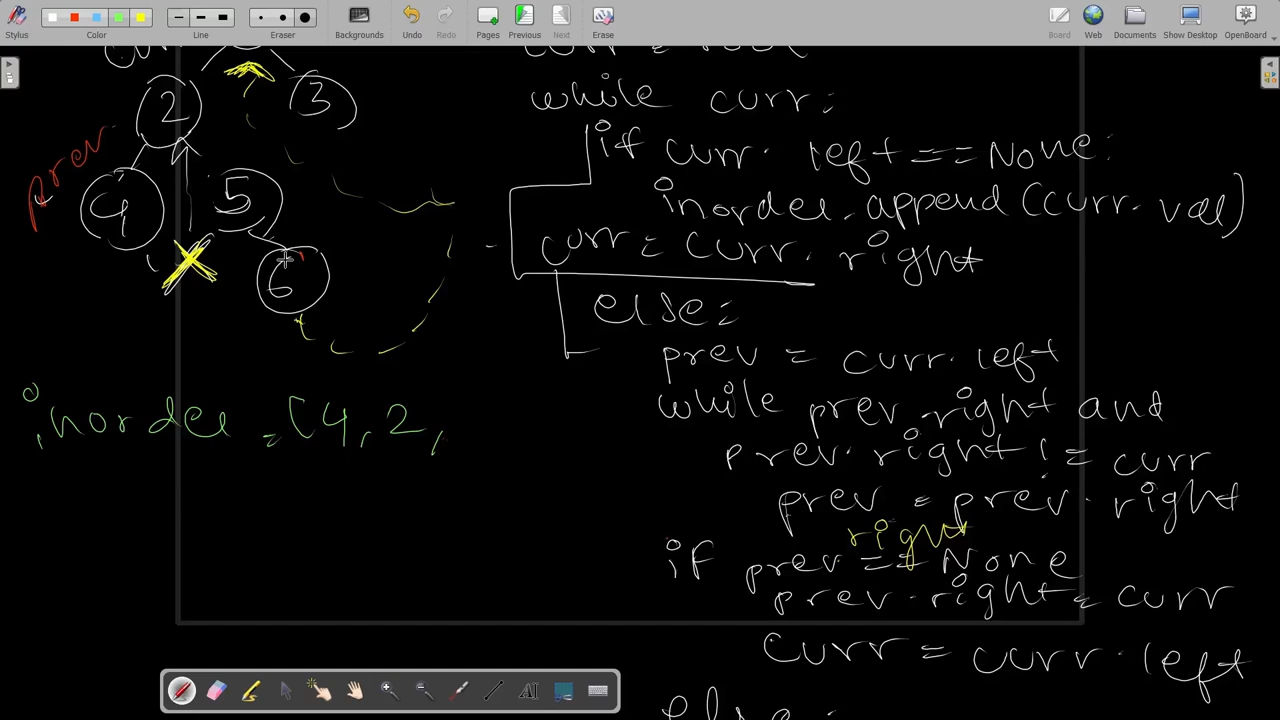 Stylus Color Line Eraser Backgrounds Undo Redo Pages Previous Next Erase Board Web Documents Show Desktop OpenBoard
2
3
prev
4
5
6
inorder = [4, 2,
while curr:
if curr. left == None:
inorder.append (curr. val)
curr = curr. right
else:
prev = curr.left
while prev.right and
prev. right != curr
prev = prev. right
right
if prev == None
prev.right = curr
curr = curr.left
else: